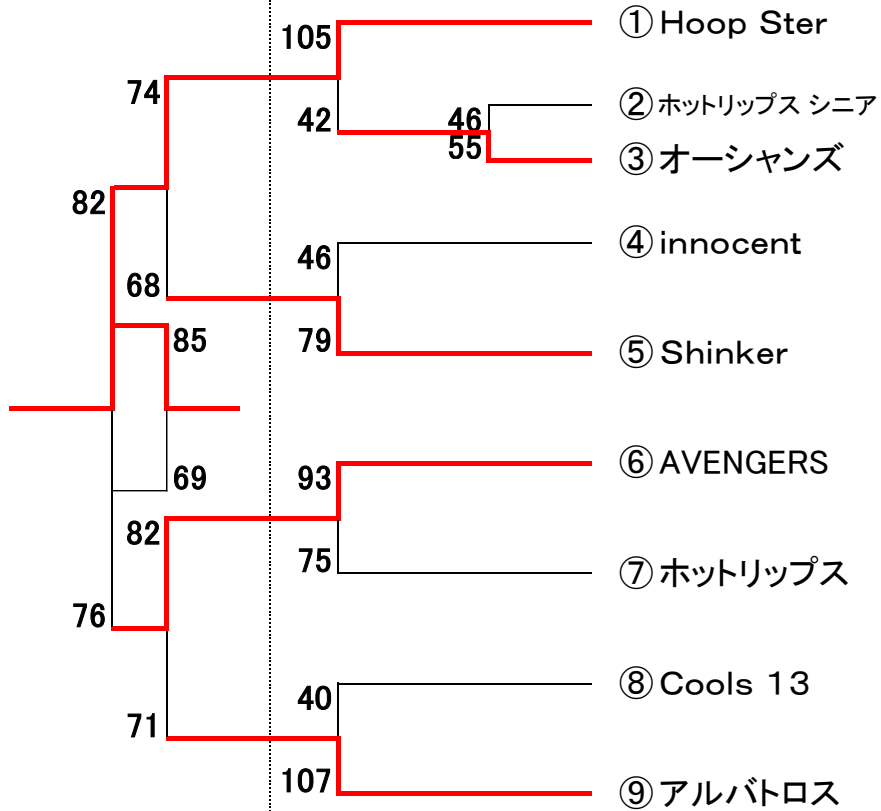 105
① Hoop Ster
74
42
46
② ホットリップス シニア
55
③ オーシャンズ
82
46
④ innocent
68
85
79
⑤ Shinker
69
93
⑥ AVENGERS
82
75
⑦ ホットリップス
76
40
⑧ Cools 13
71
107
⑨ アルバトロス